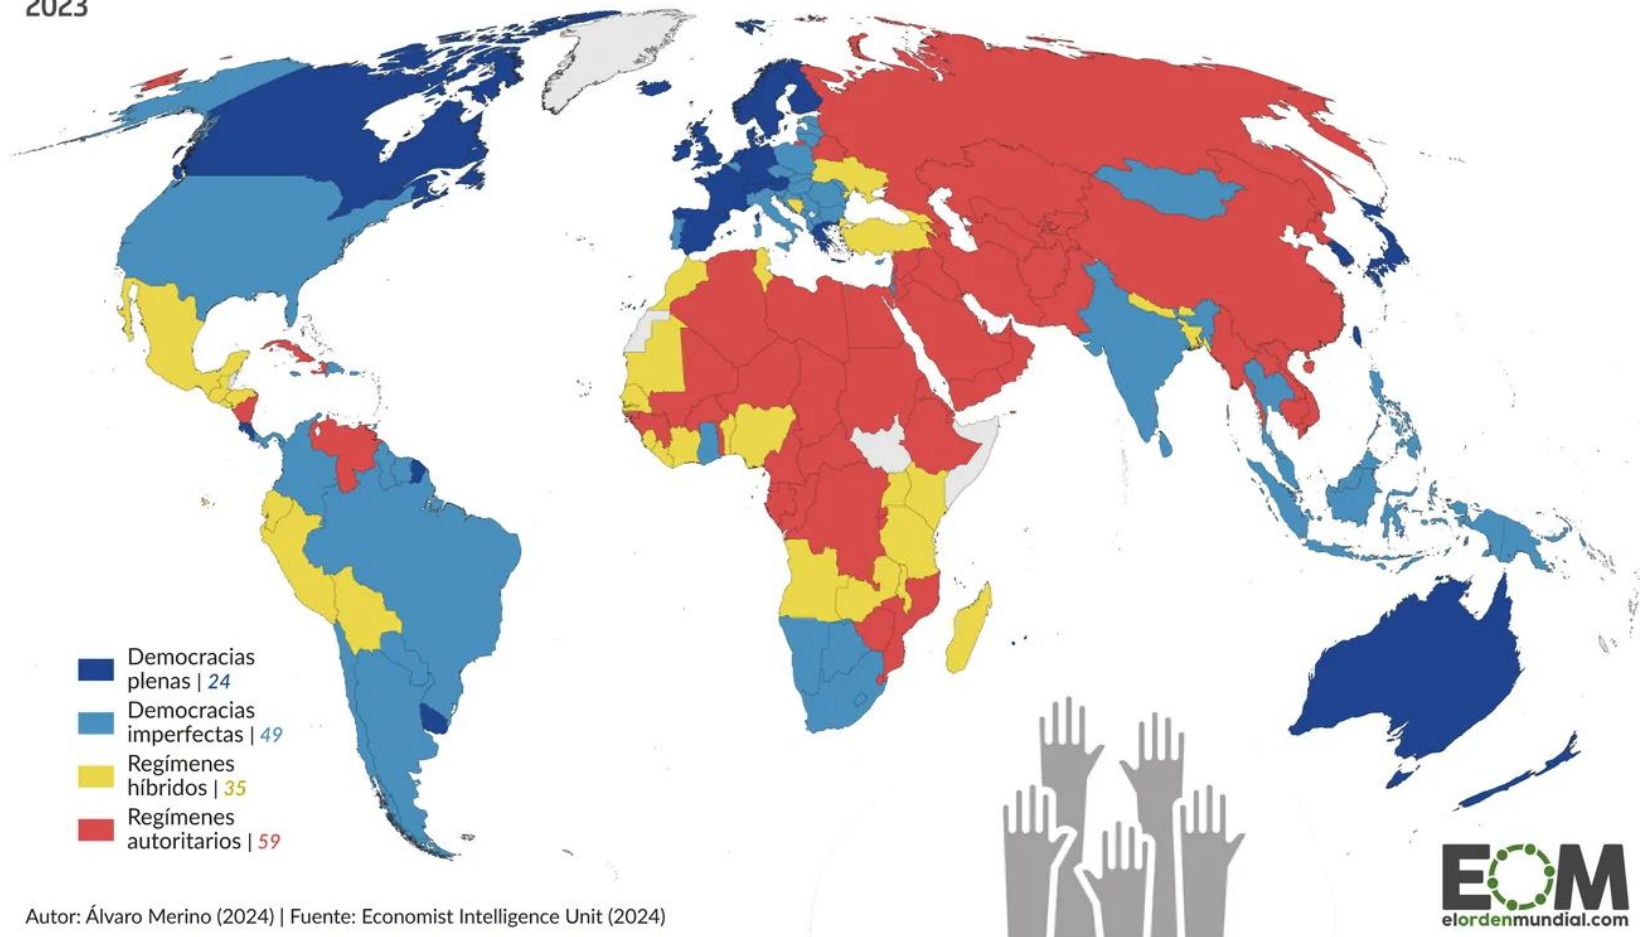 2023
Democracias
plenas | 24
Democracias
imperfectas | 49
Regímenes
híbridos | 35
Regímenes
autoritarios | 59
Autor: Álvaro Merino (2024) | Fuente: Economist Intelligence Unit (2024)
EOM
elordenmundial.com